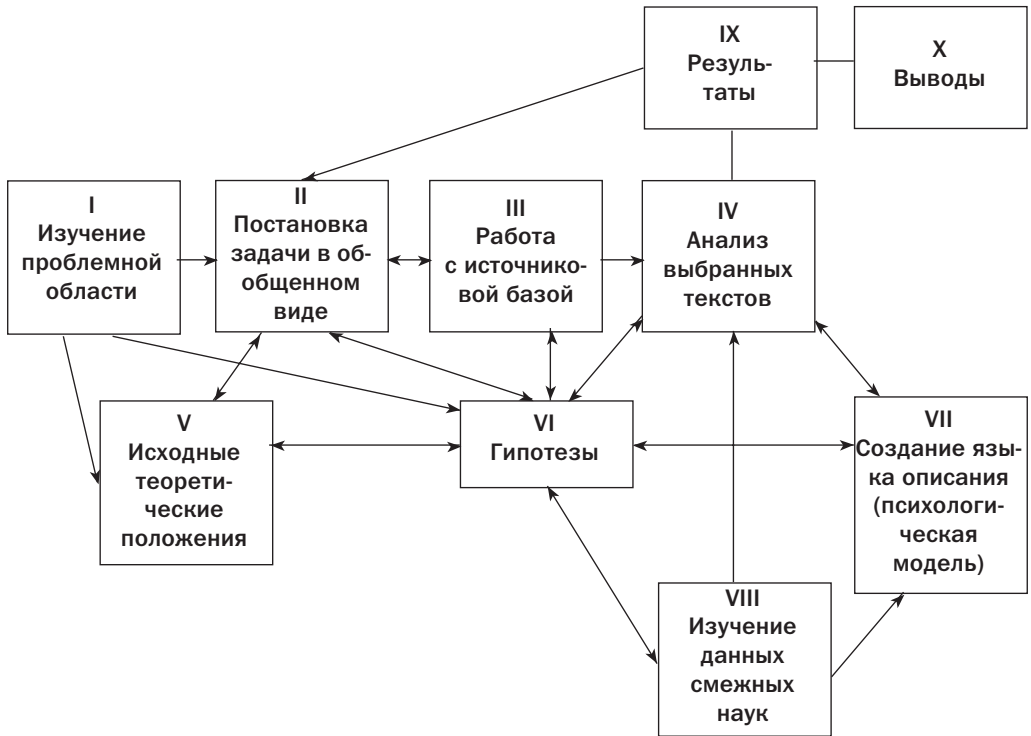 IX
Резуль-
таты
X
Выводы
I
Изучение
проблемной
области
II
Постановка
задачи в об-
общенном
виде
III
Работа
с источнико-
вой базой
IV
Анализ
выбранных
текстов
V
Исходные
теорети-
ческие
положения
VI
Гипотезы
VII
Создание язы-
ка описания
(психологи-
ческая
модель)
VIII
Изучение
данных
смежных
наук